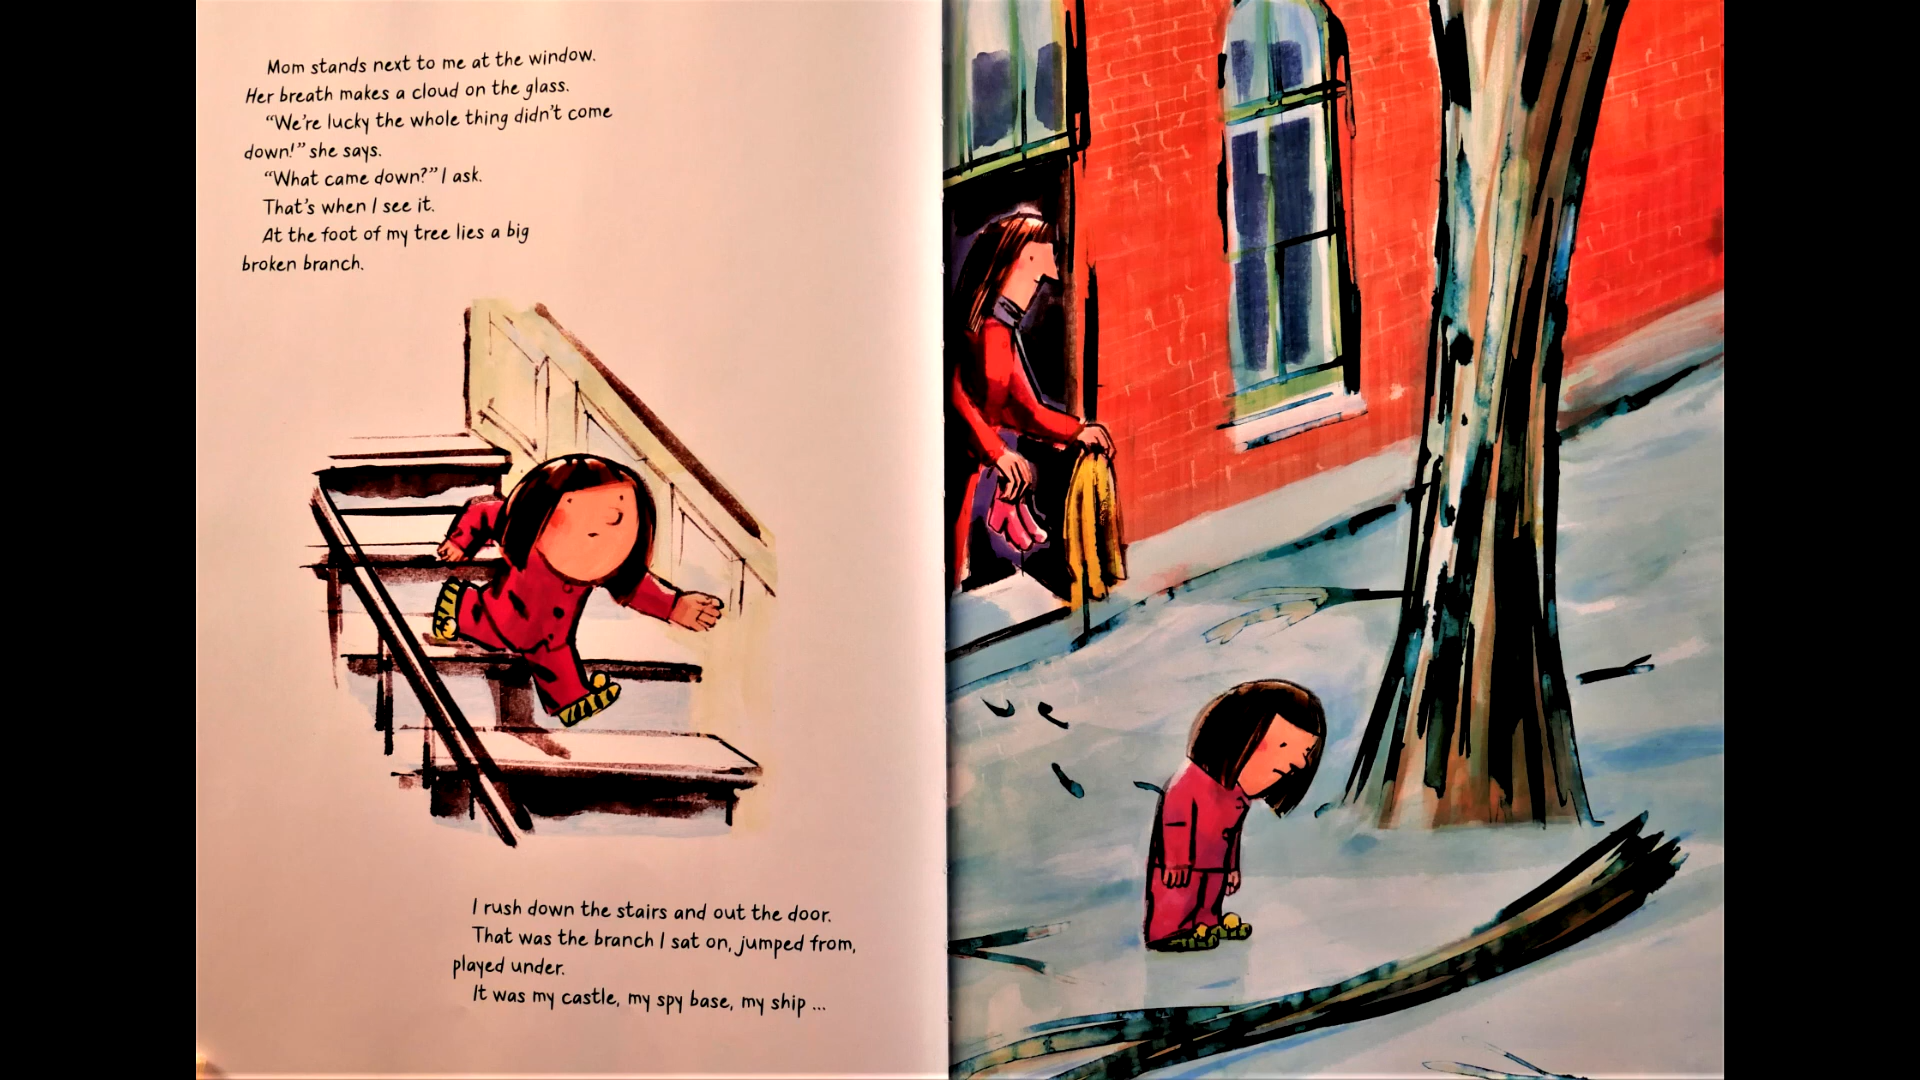 Mom stands next to me at the window.
Her breath makes a cloud on the glass.
“We’re lucky the whole thing didn’t come
down!” she says.
“What came down?” I ask.
That’s when I see it.
At the foot of my tree lies a big
broken branch.
I rush down the stairs and out the door.
That was the branch I sat on, jumped from,
played under.
It was my castle, my spy base, my ship ...